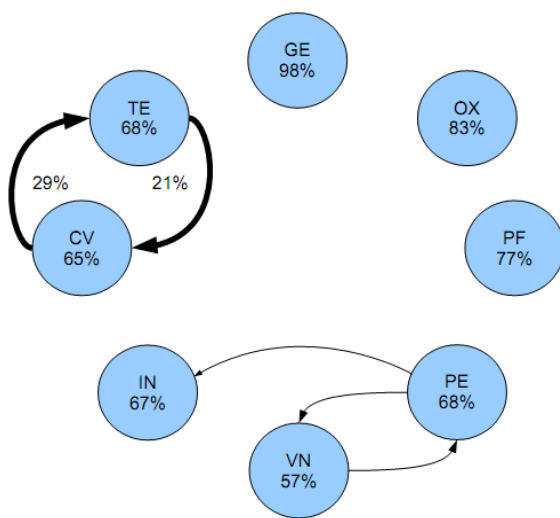 GE
98%
TE
68%
OX
83%
29%
21%
CV
65%
PF
77%
IN
67%
PE
68%
VN
57%